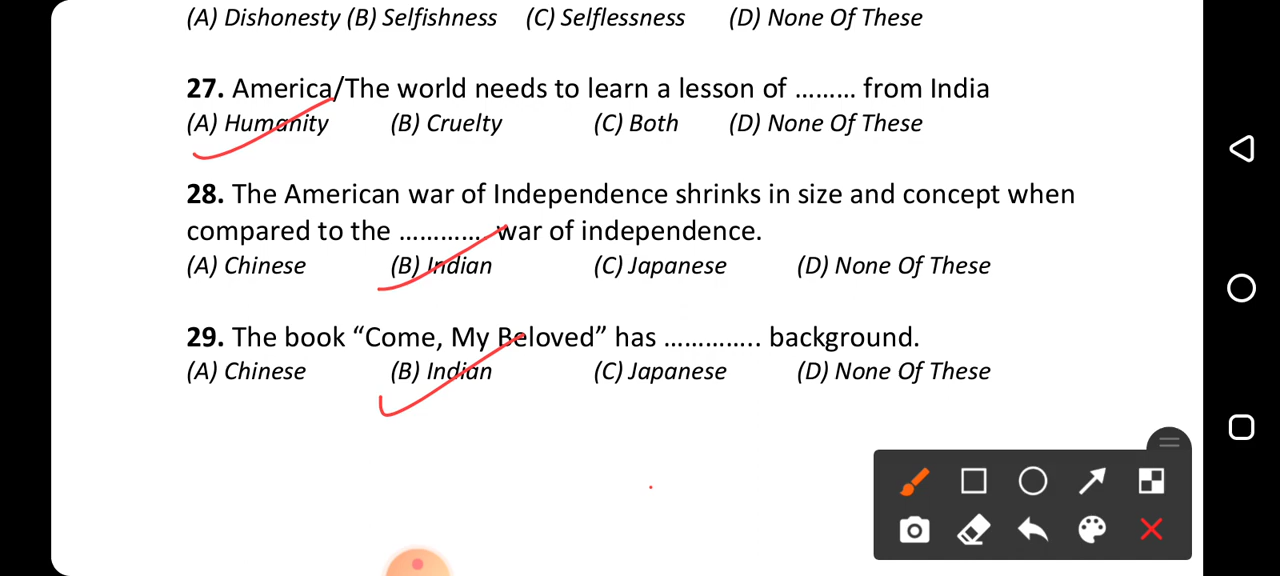 (A) Dishonesty (B) Selfishness (C) Selflessness (D) None Of These
27. America/The world needs to learn a lesson of ……… from India
(A) Humanity (B) Cruelty (C) Both (D) None Of These
28. The American war of Independence shrinks in size and concept when
compared to the ………… war of independence.
(A) Chinese (B) Indian (C) Japanese (D) None Of These
29. The book “Come, My Beloved” has ………….. background.
(A) Chinese (B) Indian (C) Japanese (D) None Of These